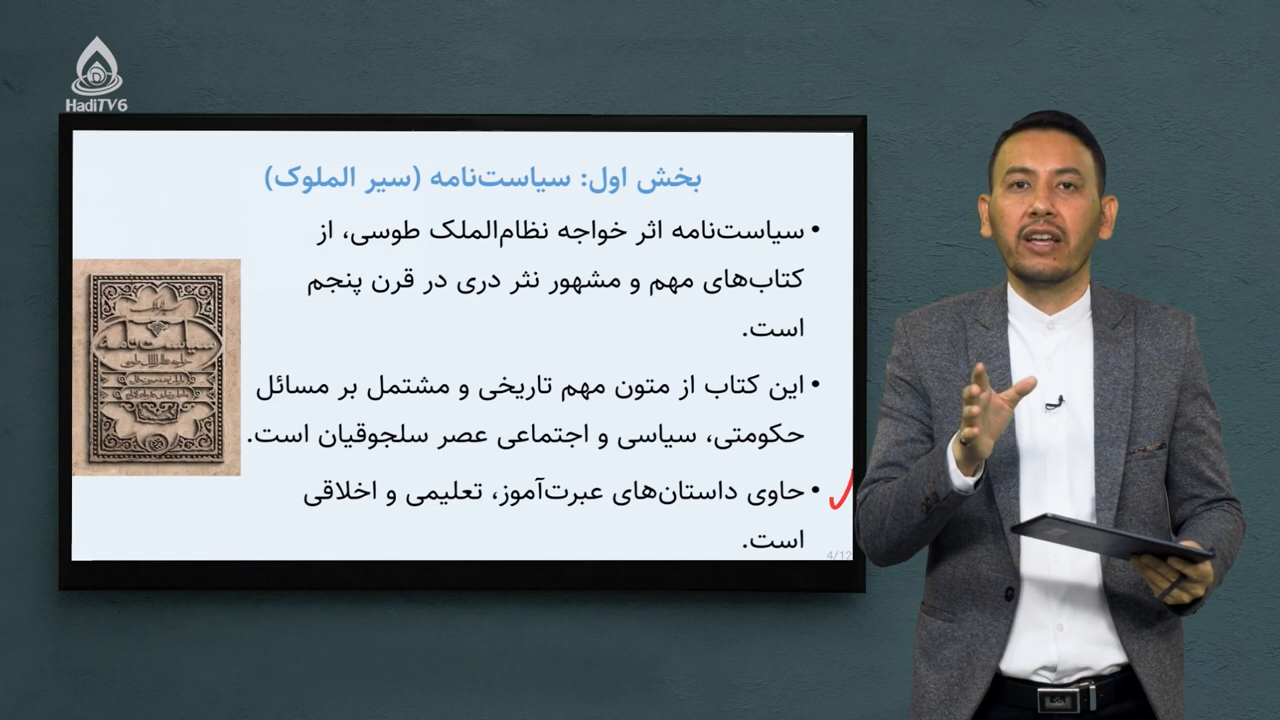 HadiTV6
بخش اول: سیاست‌نامه (سیر الملوک)
• سیاست‌نامه اثر خواجه نظام‌الملک طوسی، از
کتاب‌های مهم و مشهور نثر دری در قرن پنجم
است.
• این کتاب از متون مهم تاریخی و مشتمل بر مسائل
حکومتی، سیاسی و اجتماعی عصر سلجوقیان است.
• حاوی داستان‌های عبرت‌آموز، تعلیمی و اخلاقی
است.
4/12
سیاست‌نامه